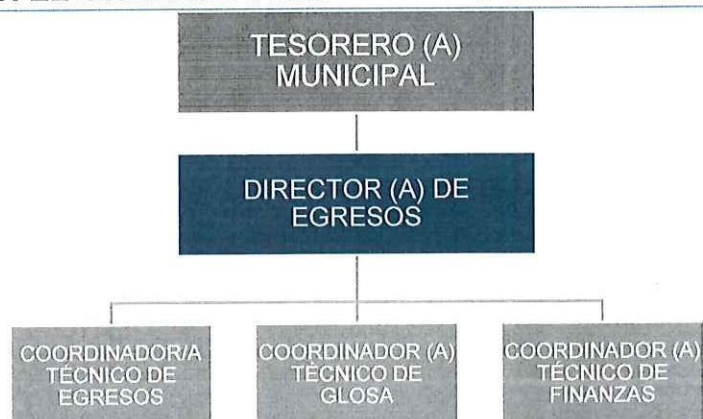 TESORERO (A)
MUNICIPAL
DIRECTOR (A) DE
EGRESOS
COORDINADOR/A
TÉCNICO DE
EGRESOS
COORDINADOR (A)
TÉCNICO DE
GLOSA
COORDINADOR (A)
TÉCNICO DE
FINANZAS